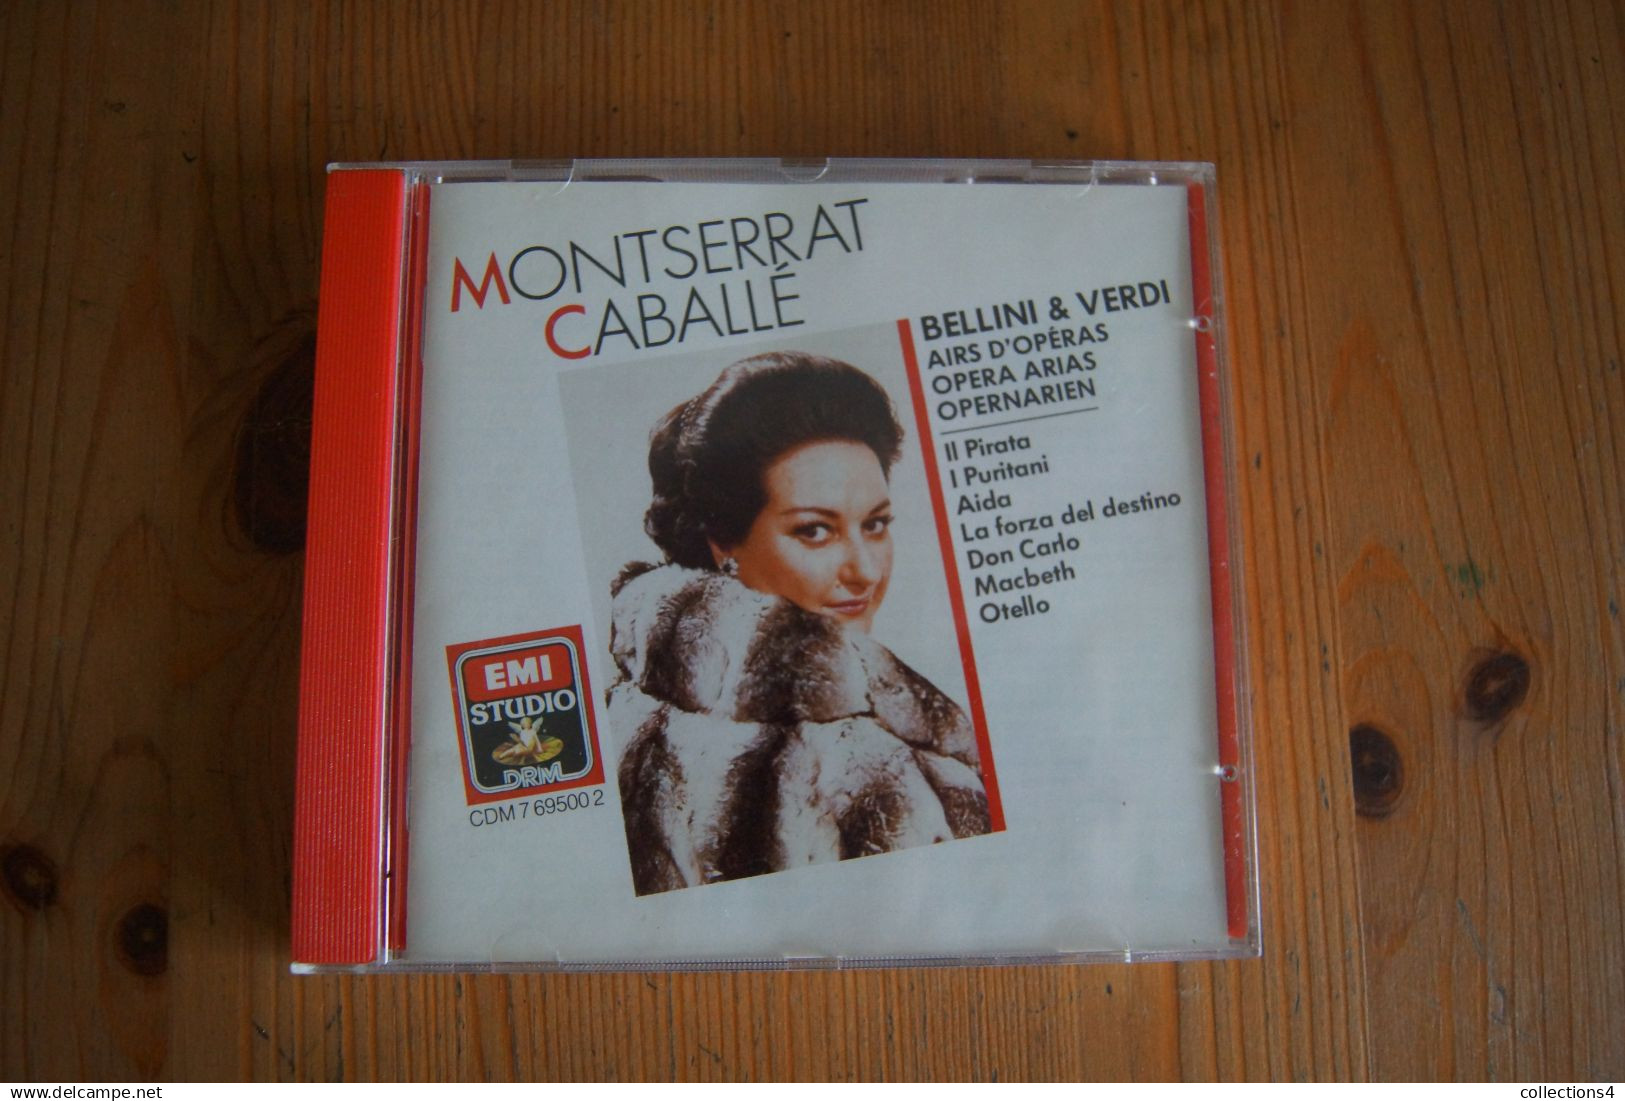 MONTSERRAT
CABALLÉ
BELLINI & VERDI
AIRS D'OPÉRAS
OPERA ARIAS
OPERNARIEN
Il Pirata
I Puritani
Aida
La forza del destino
Don Carlo
Macbeth
Otello
EMI
STUDIO
DRM
CDM 7 69500 2
delcampe.net
collections4